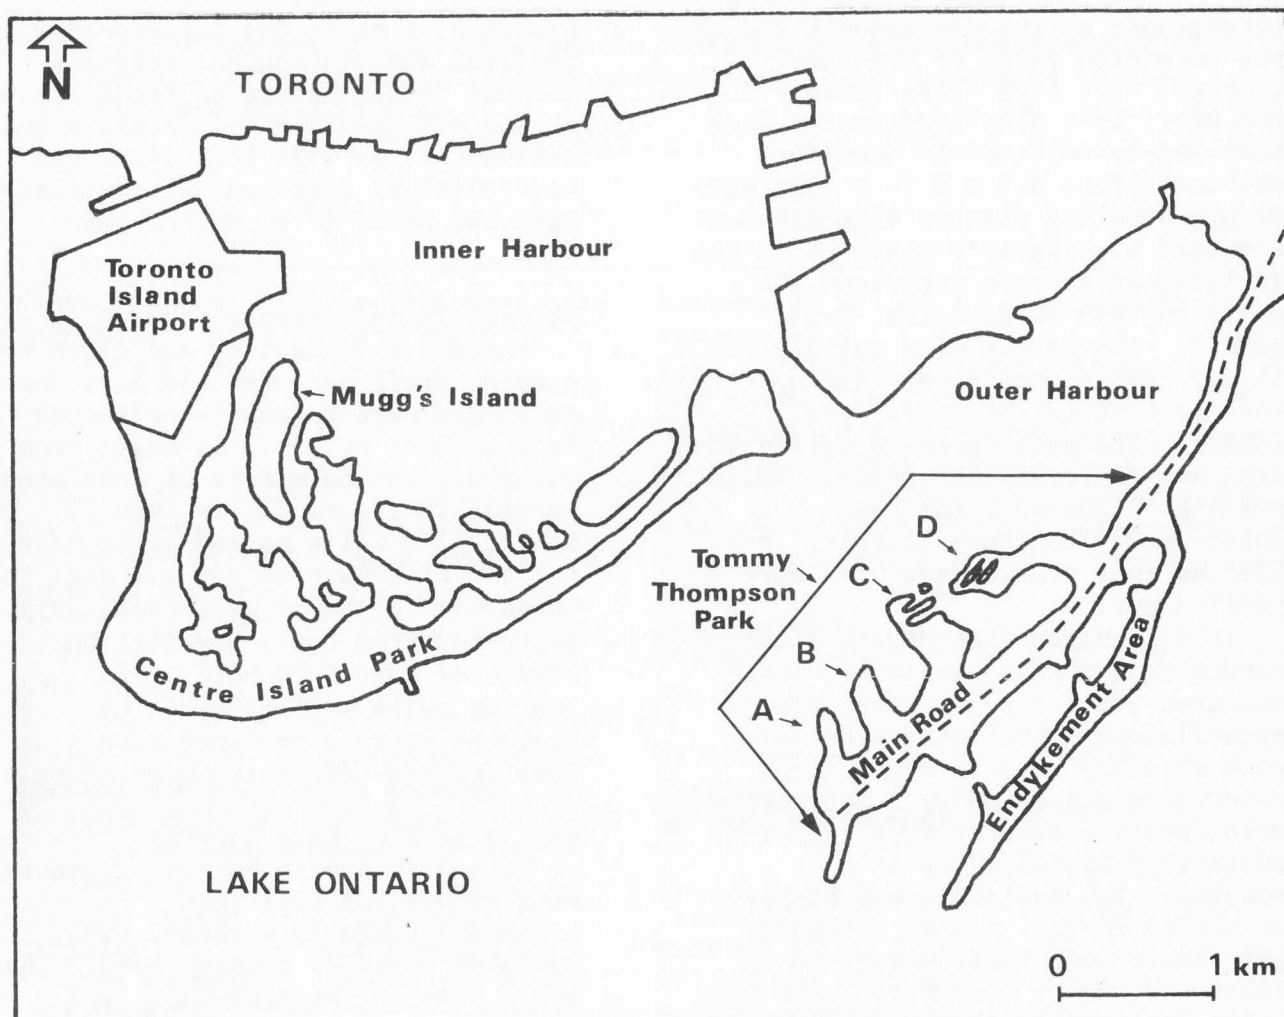 N
TORONTO
Inner Harbour
Toronto
Island
Airport
Mugg's Island
Outer Harbour
Tommy
Thompson
Park
D
C
B
A
Main Road
Endykement Area
Centre Island Park
LAKE ONTARIO
0 1 km